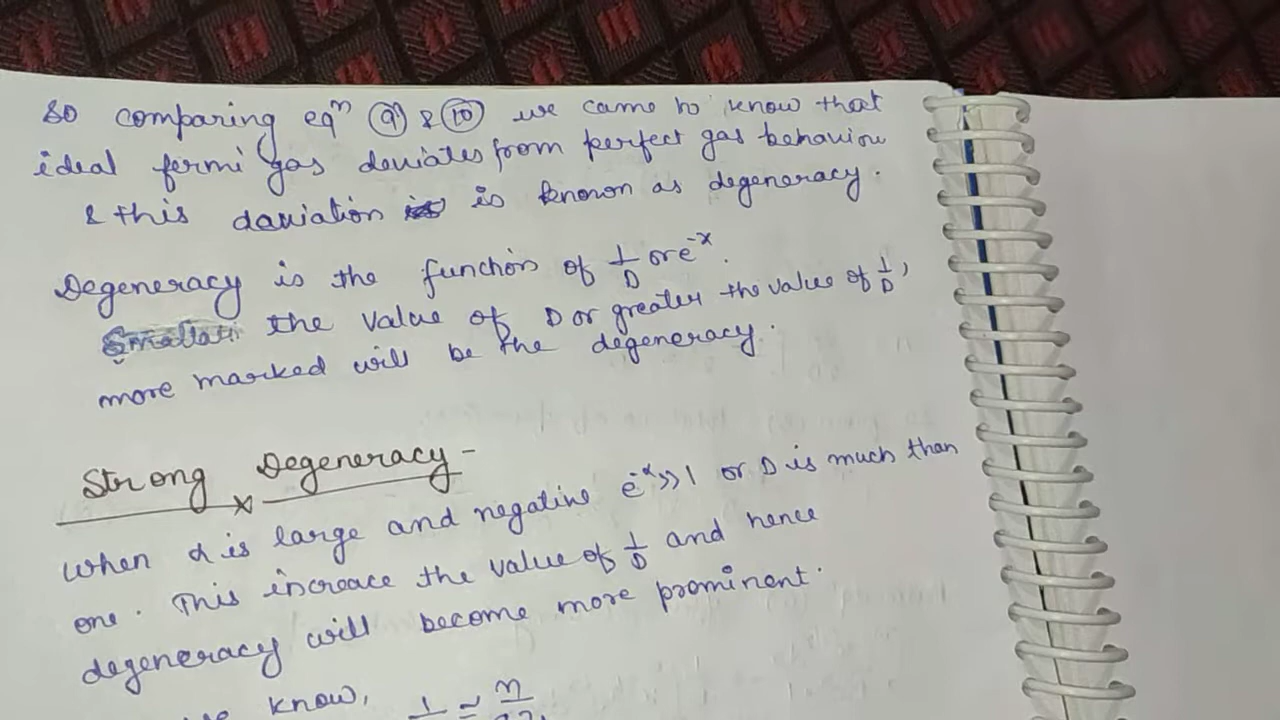 so comparing eqⁿ ⑨ & ⑩ we came to know that
ideal fermi gas deviates from perfect gas behaviour
& this daviation is known as degeneracy.
Degeneracy is the function of 1/D or e^-α.
Smaller the value of D or greater the value of 1/D,
more marked will be the degeneracy.
Strong Degeneracy -
when α is large and negative e^-α >> 1 or D is much than
one. This increace the value of 1/D and hence
degeneracy will become more prominent.
know, 1 = n